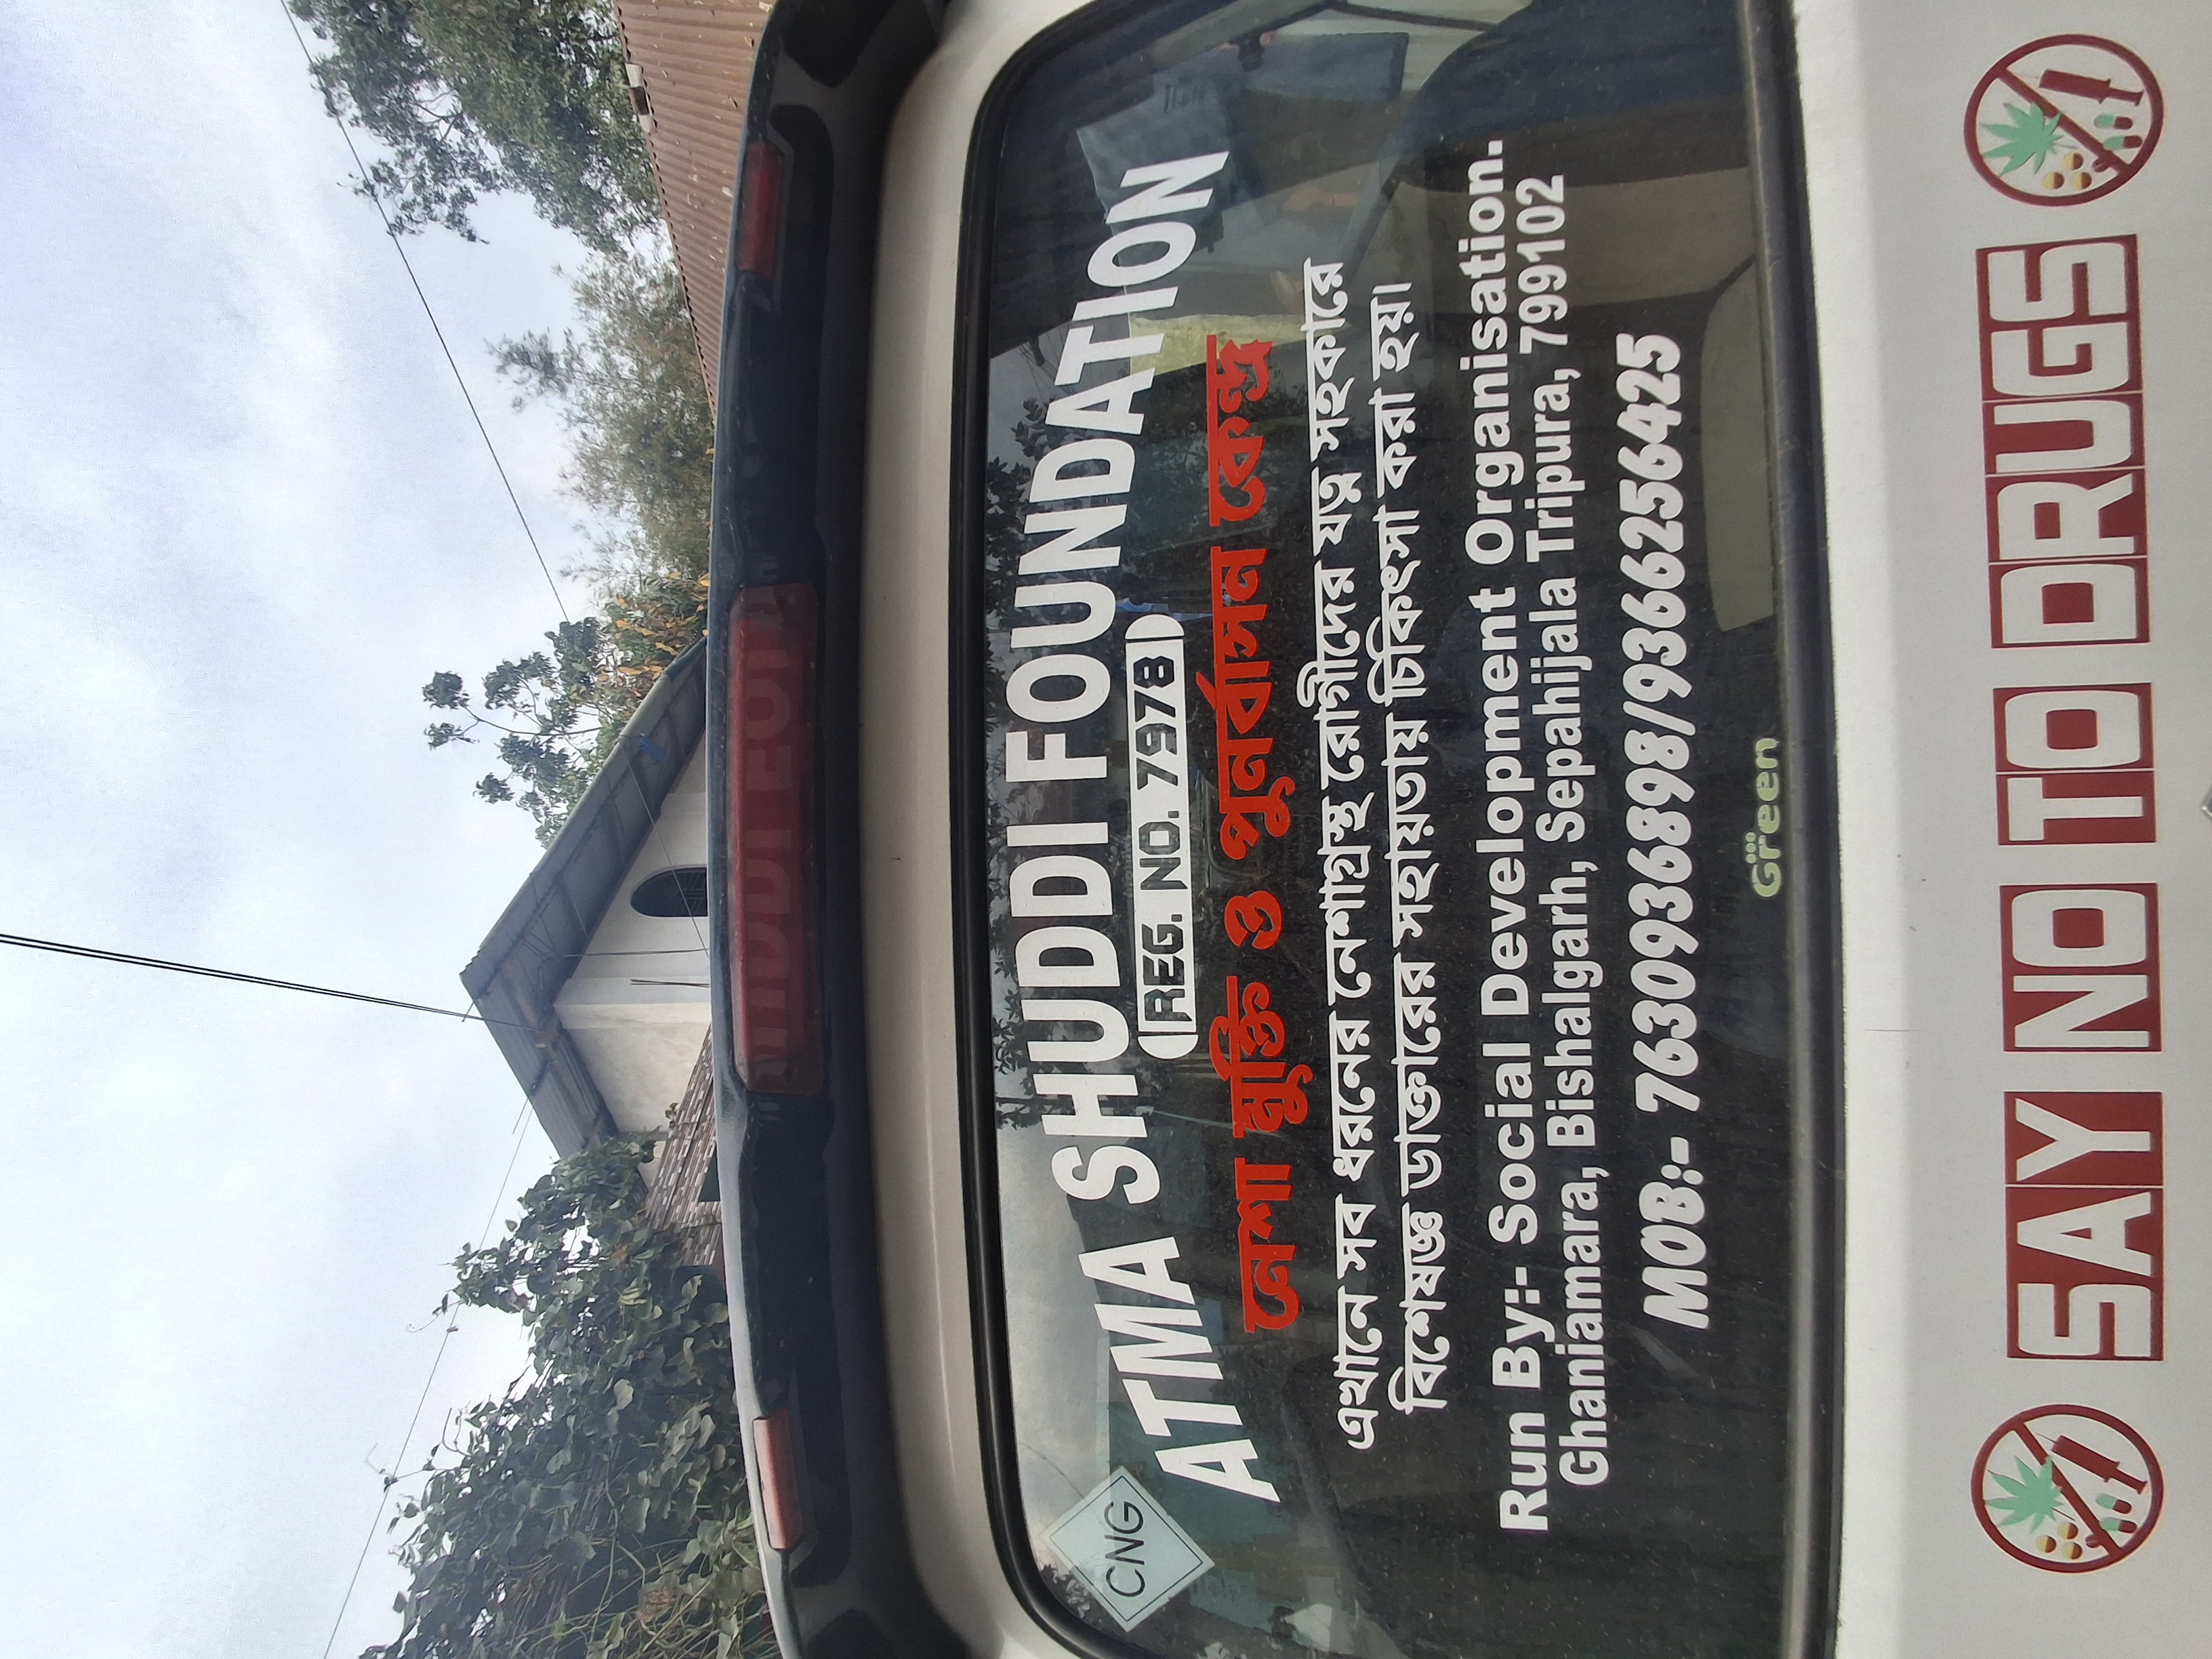 CNG
ATMA SHUDDI FOUNDATION
REG. NO. 7978
নেশা মুক্তি ও পুনর্বাসন কেন্দ্র
এখানে সব ধরনের নেশাগ্রস্থ রোগীদের যত্ন সহকারে
বিশেষজ্ঞ ডাক্তারের সহায়তায় চিকিৎসা করা হয়।
Run By:- Social Development Organisation.
Ghaniamara, Bishalgarh, Sepahijala Tripura, 799102
MOB:- 7630936898/9366256425
Green
SAY NO TO DRUGS